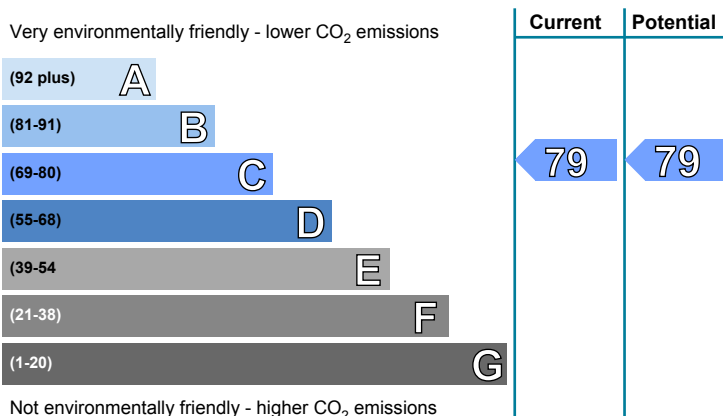 Current Potential
Very environmentally friendly - lower CO2 emissions
(92 plus) A
(81-91) B
(69-80) C 79 79
(55-68) D
(39-54 E
(21-38) F
(1-20) G
Not environmentally friendly - higher CO2 emissions